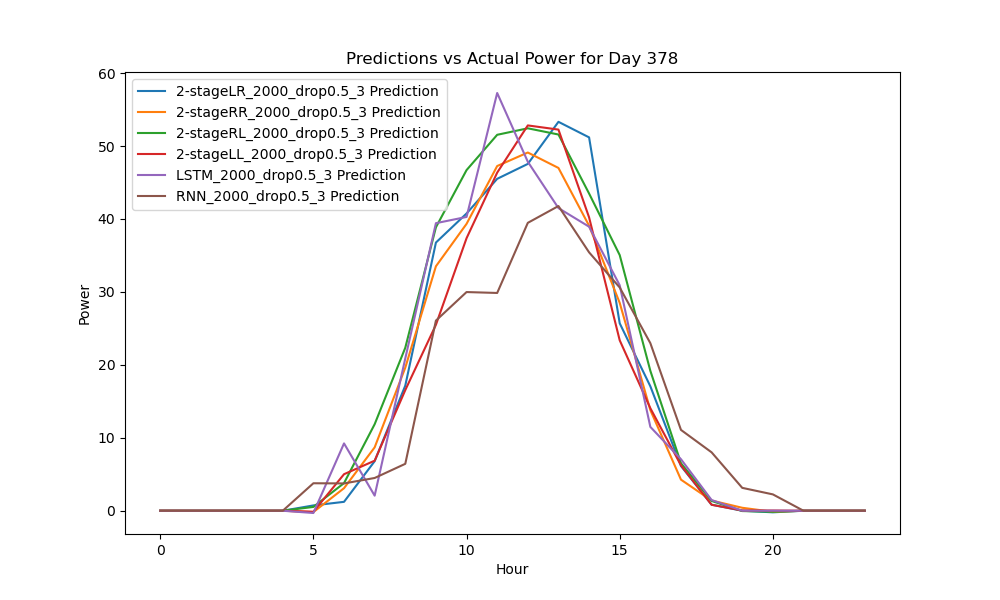 Predictions vs Actual Power for Day 378
2-stageLR_2000_drop0.5_3 Prediction
2-stageRR_2000_drop0.5_3 Prediction
2-stageRL_2000_drop0.5_3 Prediction
2-stageLL_2000_drop0.5_3 Prediction
LSTM_2000_drop0.5_3 Prediction
RNN_2000_drop0.5_3 Prediction
Power
60
50
40
30
20
10
0
0 5 10 15 20
Hour